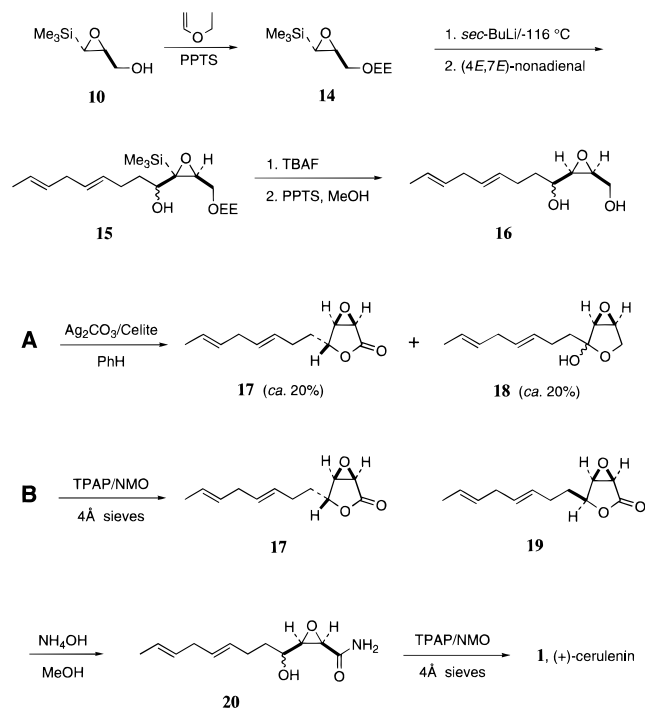 Me3Si
O
OH
10
O
PPTS
Me3Si
O
OEE
14
1. sec-BuLi/-116 °C
2. (4E,7E)-nonadienal
Me3Si
O
H
OH
OEE
15
1. TBAF
2. PPTS, MeOH
H
O
H
OH
OH
16
A
Ag2CO3/Celite
PhH
H
O
H
H
O
O
17 (ca. 20%)
+
H
O
H
HO
O
18 (ca. 20%)
B
TPAP/NMO
4Å sieves
H
O
H
H
O
O
17
H
O
H
H
O
O
19
NH4OH
MeOH
H
O
H
NH2
OH
O
20
TPAP/NMO
4Å sieves
1, (+)-cerulenin